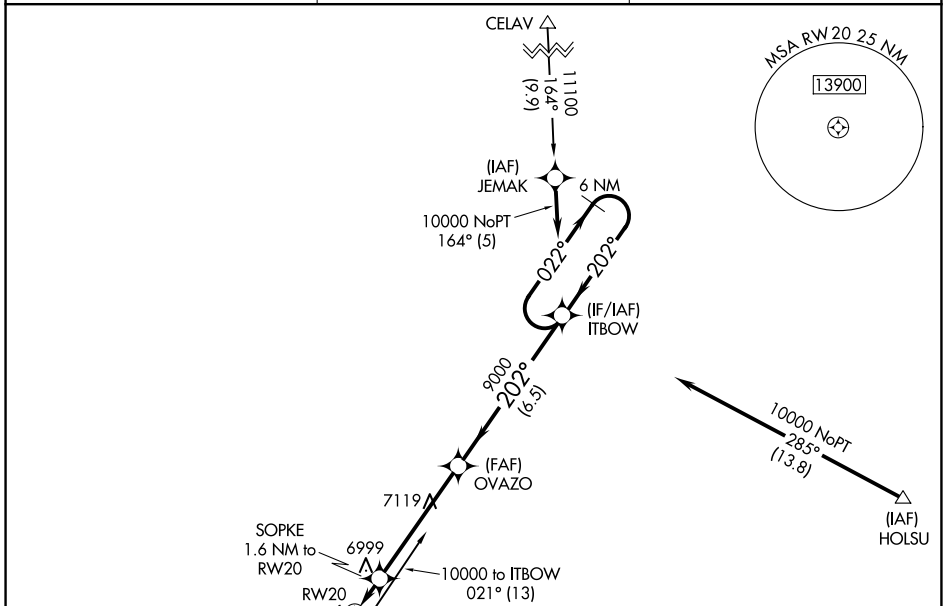 CELAV
11100
164°
(9.9)
MSA RW20 25 NM
13900
(IAF)
JEMAK
6 NM
10000 NoPT
164° (5)
022°
202°
(IF/IAF)
ITBOW
9000
202°
(6.5)
10000 NoPT
285°
(13.8)
(IAF)
HOLSU
(FAF)
OVAZO
7119
SOPKE
1.6 NM to
RW20
6999
10000 to ITBOW
021° (13)
RW20